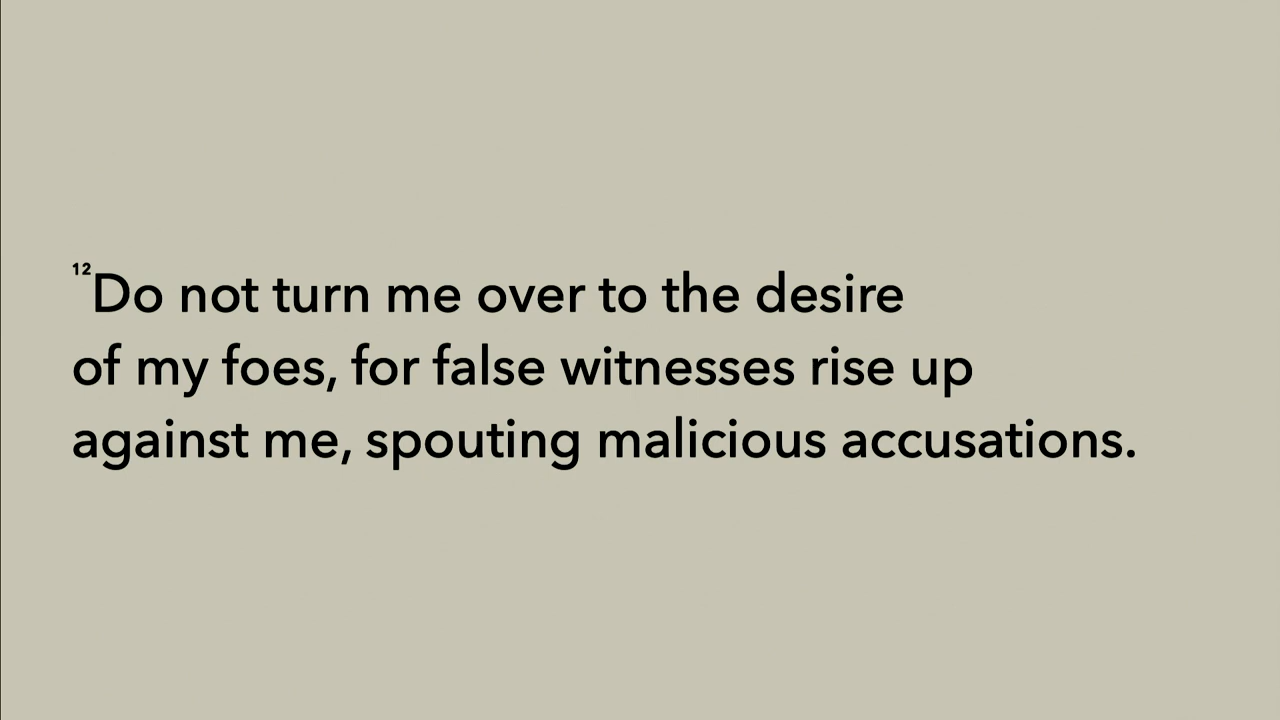 12Do not turn me over to the desire
of my foes, for false witnesses rise up
against me, spouting malicious accusations.